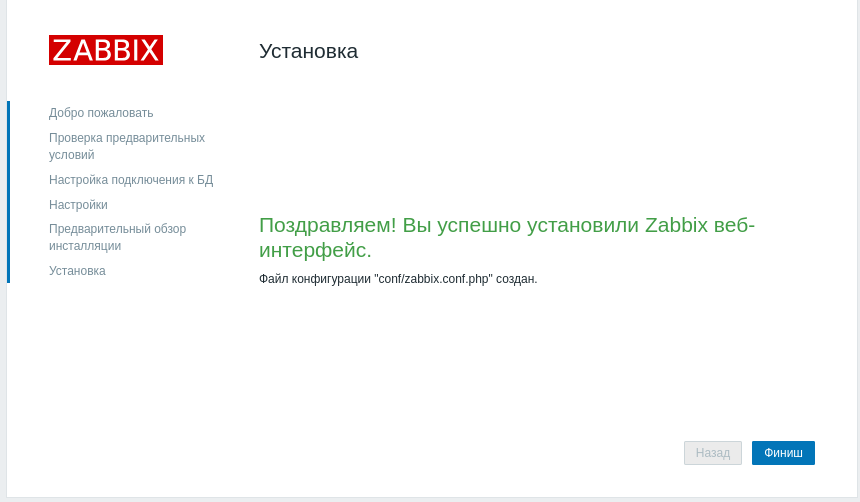 ZABBIX
Установка
Добро пожаловать
Проверка предварительных
условий
Настройка подключения к БД
Настройки
Предварительный обзор
инсталляции
Установка
Поздравляем! Вы успешно установили Zabbix веб-
интерфейс.
Файл конфигурации "conf/zabbix.conf.php" создан.
Назад
Финиш